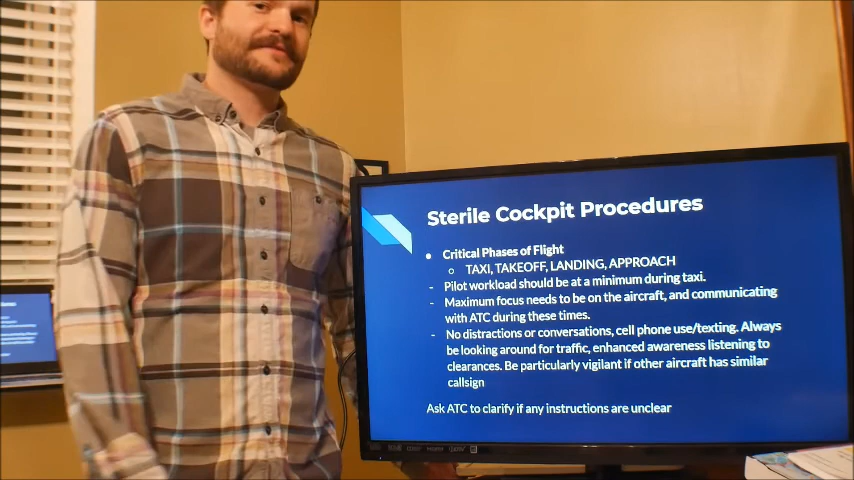 Sterile Cockpit Procedures
● Critical Phases of Flight
○ TAXI, TAKEOFF, LANDING, APPROACH
- Pilot workload should be at a minimum during taxi.
- Maximum focus needs to be on the aircraft, and communicating
with ATC during these times.
- No distractions or conversations, cell phone use/texting. Always
be looking around for traffic, enhanced awareness listening to
clearances. Be particularly vigilant if other aircraft has similar
callsign
Ask ATC to clarify if any instructions are unclear